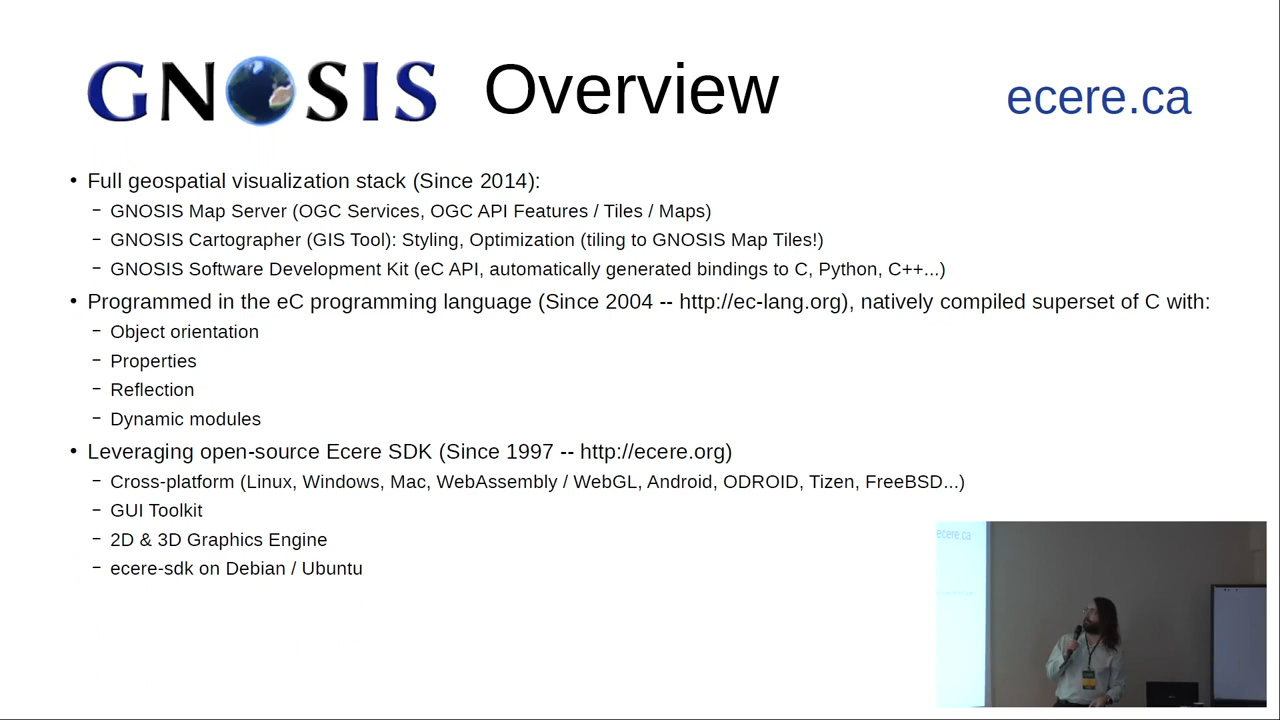 GNOSIS Overview
ecere.ca
• Full geospatial visualization stack (Since 2014):
– GNOSIS Map Server (OGC Services, OGC API Features / Tiles / Maps)
– GNOSIS Cartographer (GIS Tool): Styling, Optimization (tiling to GNOSIS Map Tiles!)
– GNOSIS Software Development Kit (eC API, automatically generated bindings to C, Python, C++...)
• Programmed in the eC programming language (Since 2004 -- http://ec-lang.org), natively compiled superset of C with:
– Object orientation
– Properties
– Reflection
– Dynamic modules
• Leveraging open-source Ecere SDK (Since 1997 -- http://ecere.org)
– Cross-platform (Linux, Windows, Mac, WebAssembly / WebGL, Android, ODROID, Tizen, FreeBSD...)
– GUI Toolkit
– 2D & 3D Graphics Engine
– ecere-sdk on Debian / Ubuntu
ecere.ca